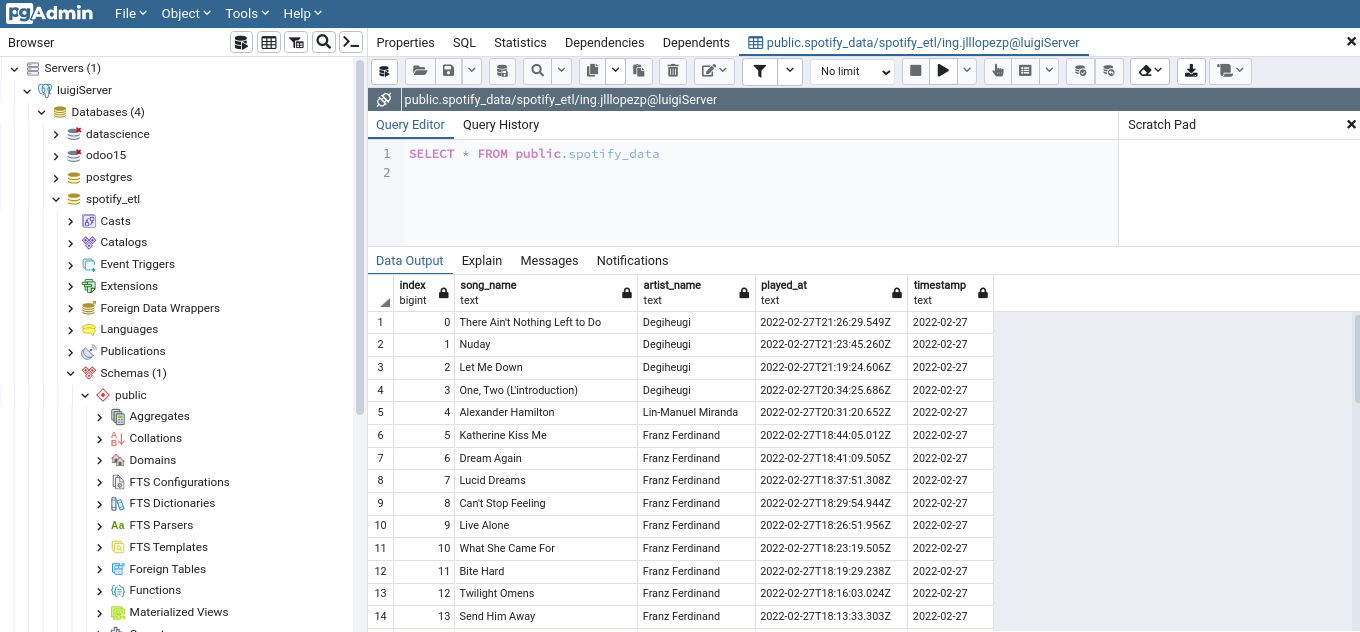 pgAdmin File Object Tools Help
Browser
Properties SQL Statistics Dependencies Dependents public.spotify_data/spotify_etl/ing.jlllopezp@luigiServer
No limit
public.spotify_data/spotify_etl/ing.jlllopezp@luigiServer
Servers (1)
luigiServer
Databases (4)
datascience
odoo15
postgres
spotify_etl
Casts
Catalogs
Event Triggers
Extensions
Foreign Data Wrappers
Languages
Publications
Schemas (1)
public
Aggregates
Collations
Domains
FTS Configurations
FTS Dictionaries
Aa FTS Parsers
FTS Templates
Foreign Tables
Functions
Materialized Views
Query Editor Query History
Scratch Pad
1 SELECT * FROM public.spotify_data
2
Data Output Explain Messages Notifications
index song_name artist_name played_at timestamp
bigint text text text text
1 0 There Ain't Nothing Left to Do Degiheugi 2022-02-27T21:26:29.549Z 2022-02-27
2 1 Nuday Degiheugi 2022-02-27T21:23:45.260Z 2022-02-27
3 2 Let Me Down Degiheugi 2022-02-27T21:19:24.606Z 2022-02-27
4 3 One, Two (L'introduction) Degiheugi 2022-02-27T20:34:25.686Z 2022-02-27
5 4 Alexander Hamilton Lin-Manuel Miranda 2022-02-27T20:31:20.652Z 2022-02-27
6 5 Katherine Kiss Me Franz Ferdinand 2022-02-27T18:44:05.012Z 2022-02-27
7 6 Dream Again Franz Ferdinand 2022-02-27T18:41:09.505Z 2022-02-27
8 7 Lucid Dreams Franz Ferdinand 2022-02-27T18:37:51.308Z 2022-02-27
9 8 Can't Stop Feeling Franz Ferdinand 2022-02-27T18:29:54.944Z 2022-02-27
10 9 Live Alone Franz Ferdinand 2022-02-27T18:26:51.956Z 2022-02-27
11 10 What She Came For Franz Ferdinand 2022-02-27T18:23:19.505Z 2022-02-27
12 11 Bite Hard Franz Ferdinand 2022-02-27T18:19:29.238Z 2022-02-27
13 12 Twilight Omens Franz Ferdinand 2022-02-27T18:16:03.024Z 2022-02-27
14 13 Send Him Away Franz Ferdinand 2022-02-27T18:13:33.303Z 2022-02-27